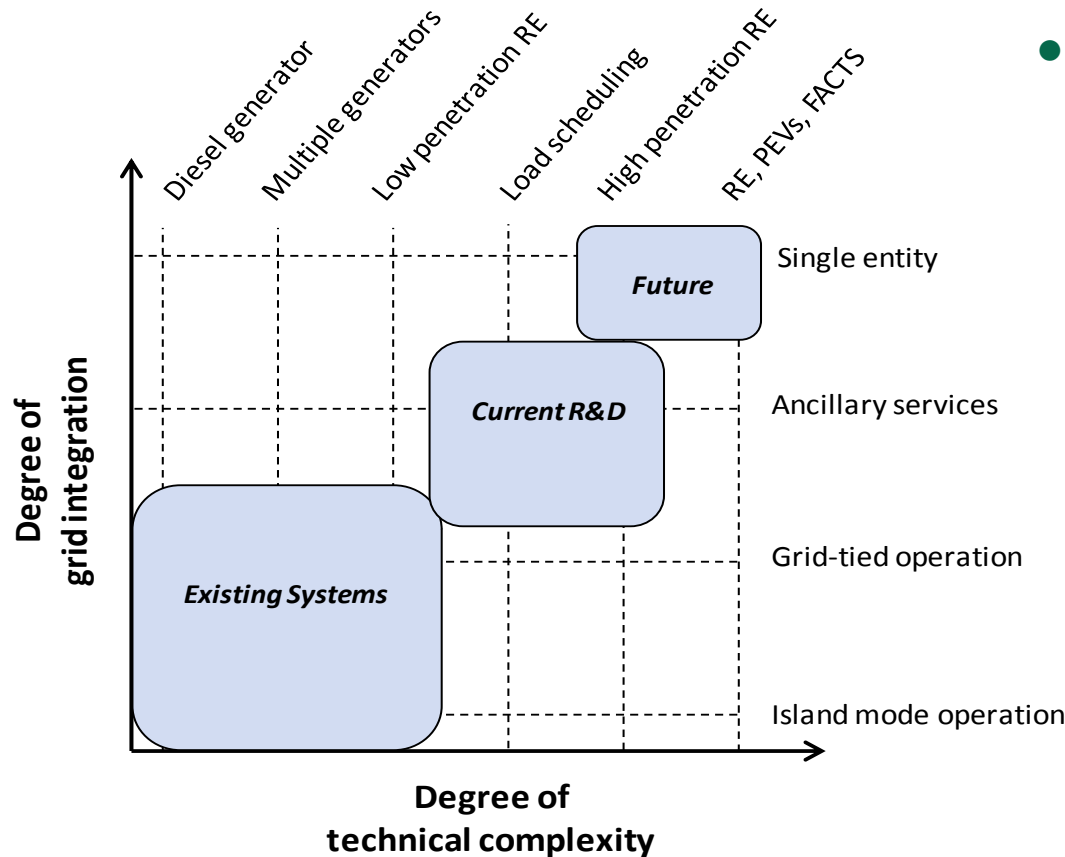 Diesel generator
Multiple generators
Low penetration RE
Load scheduling
High penetration RE
RE, PEVs, FACTS
Single entity
Future
Ancillary services
Current R&D
Degree of
grid integration
Grid-tied operation
Existing Systems
Island mode operation
Degree of
technical complexity